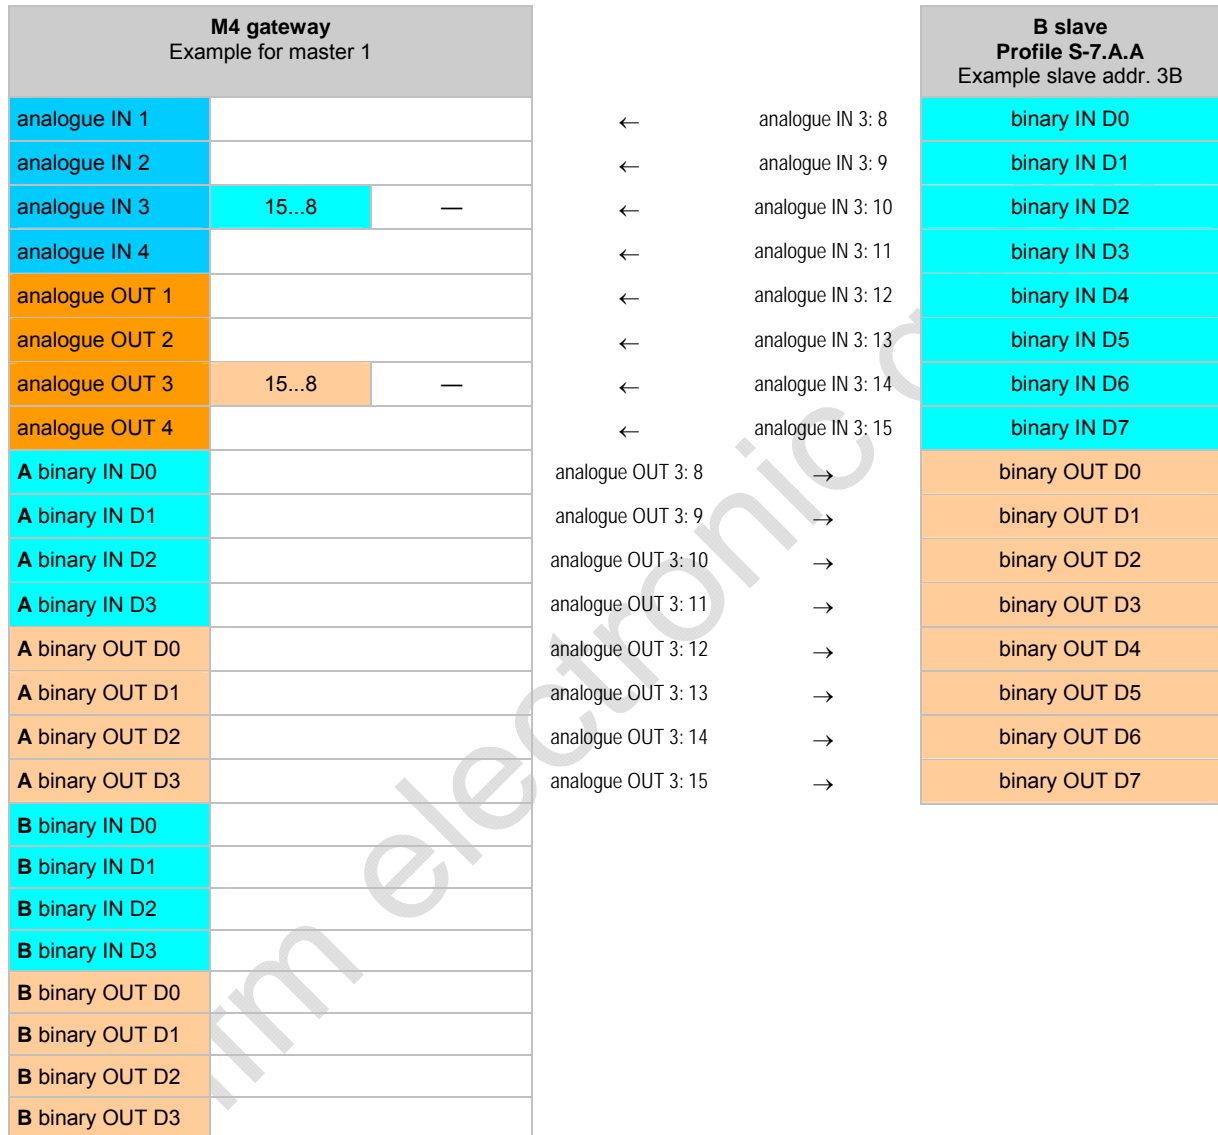 M4 gateway
Example for master 1
B slave
Profile S-7.A.A
Example slave addr. 3B
analogue IN 1 ← analogue IN 3: 8 binary IN D0
analogue IN 2 ← analogue IN 3: 9 binary IN D1
analogue IN 3 15...8 — ← analogue IN 3: 10 binary IN D2
analogue IN 4 ← analogue IN 3: 11 binary IN D3
analogue OUT 1 ← analogue IN 3: 12 binary IN D4
analogue OUT 2 ← analogue IN 3: 13 binary IN D5
analogue OUT 3 15...8 — ← analogue IN 3: 14 binary IN D6
analogue OUT 4 ← analogue IN 3: 15 binary IN D7
A binary IN D0 analogue OUT 3: 8 → binary OUT D0
A binary IN D1 analogue OUT 3: 9 → binary OUT D1
A binary IN D2 analogue OUT 3: 10 → binary OUT D2
A binary IN D3 analogue OUT 3: 11 → binary OUT D3
A binary OUT D0 analogue OUT 3: 12 → binary OUT D4
A binary OUT D1 analogue OUT 3: 13 → binary OUT D5
A binary OUT D2 analogue OUT 3: 14 → binary OUT D6
A binary OUT D3 analogue OUT 3: 15 → binary OUT D7
B binary IN D0
B binary IN D1
B binary IN D2
B binary IN D3
B binary OUT D0
B binary OUT D1
B binary OUT D2
B binary OUT D3
electronic